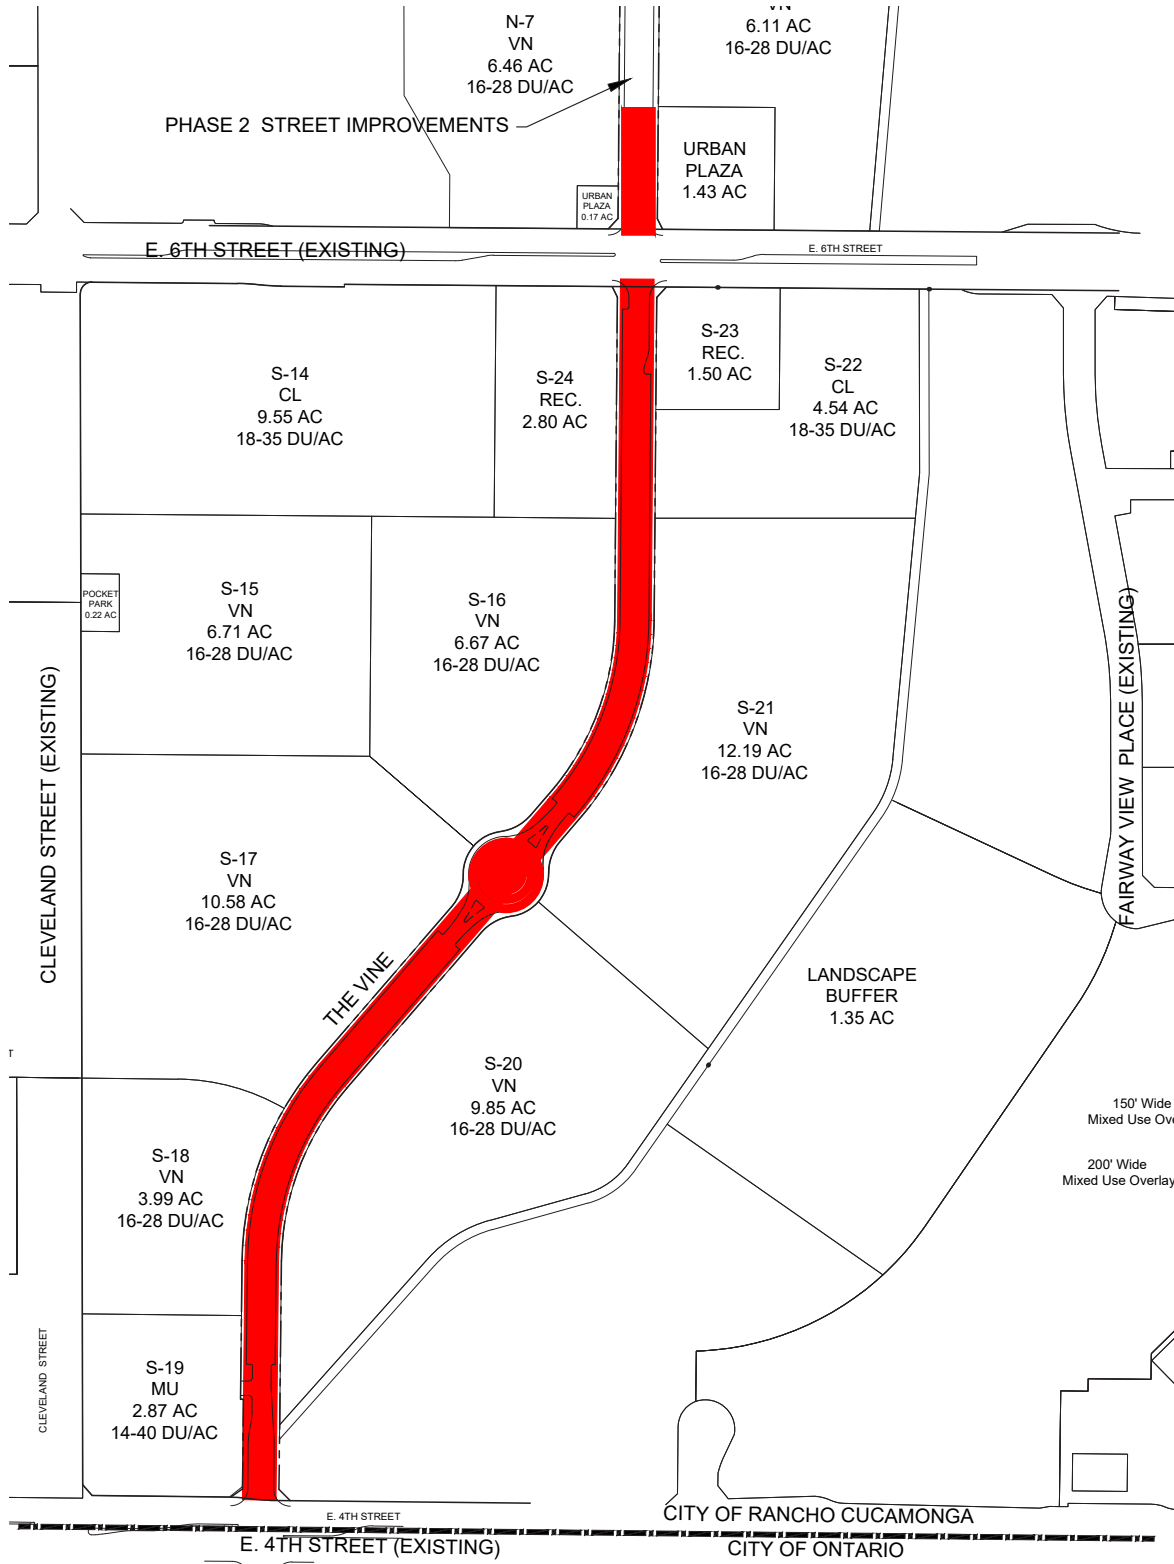 N-7
VN
6.46 AC
16-28 DU/AC
VN
6.11 AC
16-28 DU/AC
PHASE 2 STREET IMPROVEMENTS
URBAN
PLAZA
1.43 AC
URBAN
PLAZA
0.17 AC
E. 6TH STREET (EXISTING)
E. 6TH STREET
S-14
CL
9.55 AC
18-35 DU/AC
S-24
REC.
2.80 AC
S-23
REC.
1.50 AC
S-22
CL
4.54 AC
18-35 DU/AC
POCKET
PARK
0.22 AC
S-15
VN
6.71 AC
16-28 DU/AC
S-16
VN
6.67 AC
16-28 DU/AC
S-21
VN
12.19 AC
16-28 DU/AC
CLEVELAND STREET (EXISTING)
FAIRWAY VIEW PLACE (EXISTING)
S-17
VN
10.58 AC
16-28 DU/AC
THE VINE
LANDSCAPE
BUFFER
1.35 AC
T
S-20
VN
9.85 AC
16-28 DU/AC
150' Wide
Mixed Use Ove
200' Wide
Mixed Use Overlay
S-18
VN
3.99 AC
16-28 DU/AC
CLEVELAND STREET
S-19
MU
2.87 AC
14-40 DU/AC
E. 4TH STREET
CITY OF RANCHO CUCAMONGA
E. 4TH STREET (EXISTING)
CITY OF ONTARIO